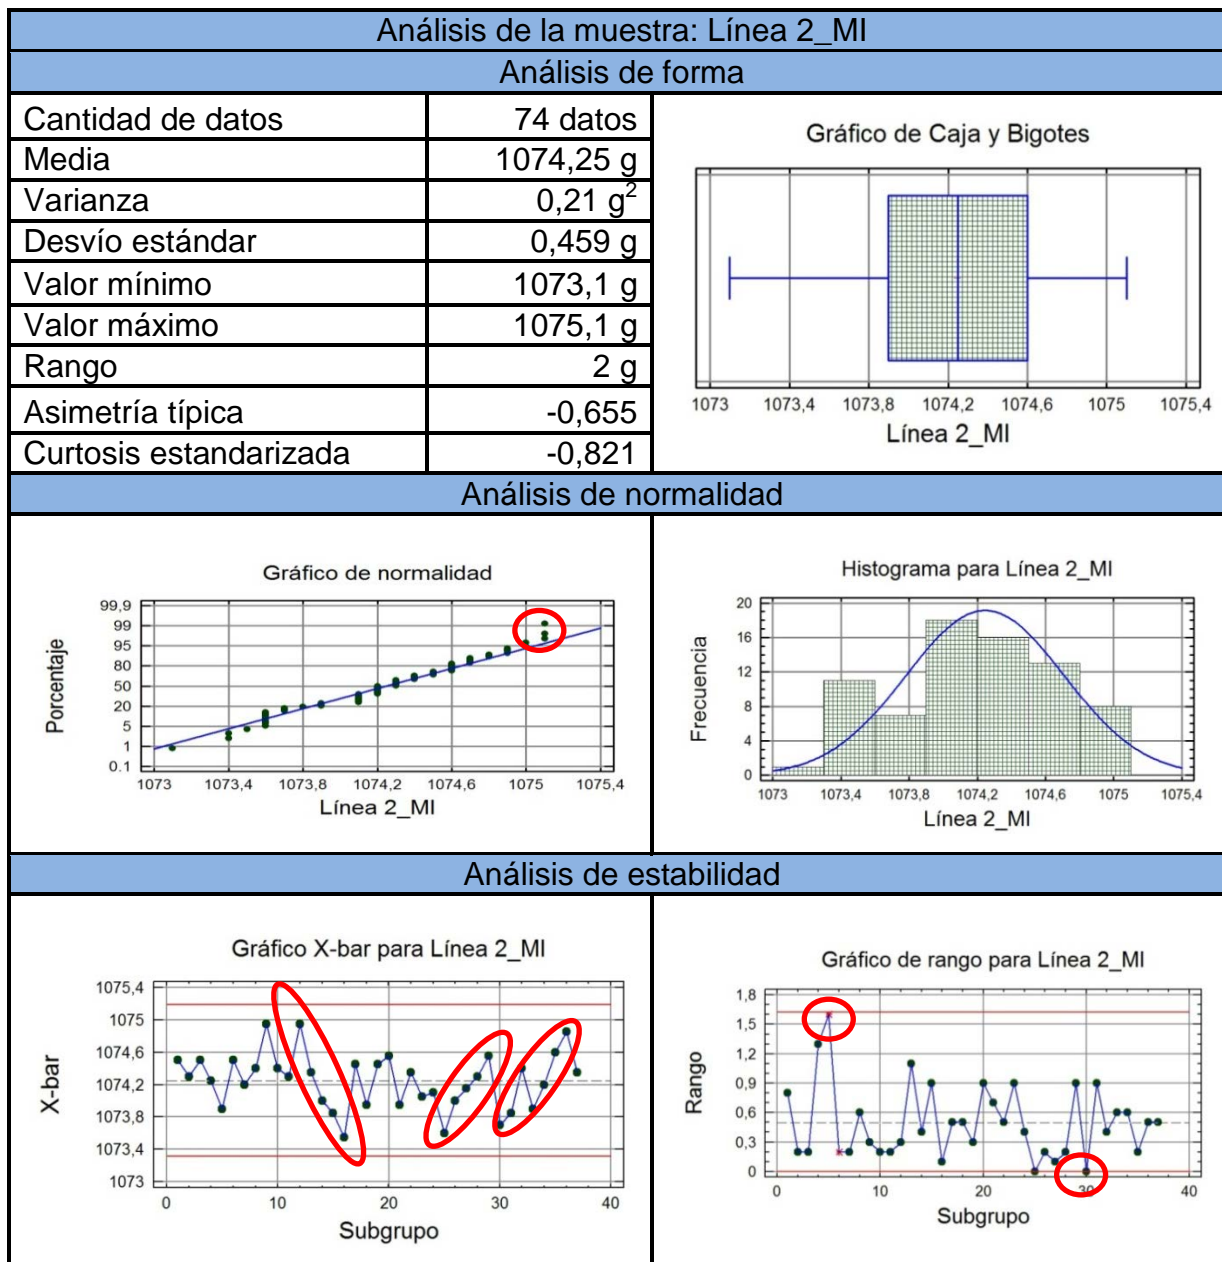 Análisis de la muestra: Línea 2_MI
Análisis de forma
Cantidad de datos 74 datos
Media 1074,25 g
Varianza 0,21 g²
Desvío estándar 0,459 g
Valor mínimo 1073,1 g
Valor máximo 1075,1 g
Rango 2 g
Asimetría típica -0,655
Curtosis estandarizada -0,821
Gráfico de Caja y Bigotes
1073 1073,4 1073,8 1074,2 1074,6 1075 1075,4
Línea 2_MI
Análisis de normalidad
Gráfico de normalidad
Porcentaje
99,9
99
95
80
50
20
5
1
0.1
1073 1073,4 1073,8 1074,2 1074,6 1075 1075,4
Línea 2_MI
Histograma para Línea 2_MI
Frecuencia
20
16
12
8
4
0
1073 1073,4 1073,8 1074,2 1074,6 1075 1075,4
Línea 2_MI
Análisis de estabilidad
Gráfico X-bar para Línea 2_MI
X-bar
1075,4
1075
1074,6
1074,2
1073,8
1073,4
1073
0 10 20 30 40
Subgrupo
Gráfico de rango para Línea 2_MI
Rango
1,8
1,5
1,2
0,9
0,6
0,3
0
0 10 20 30 40
Subgrupo